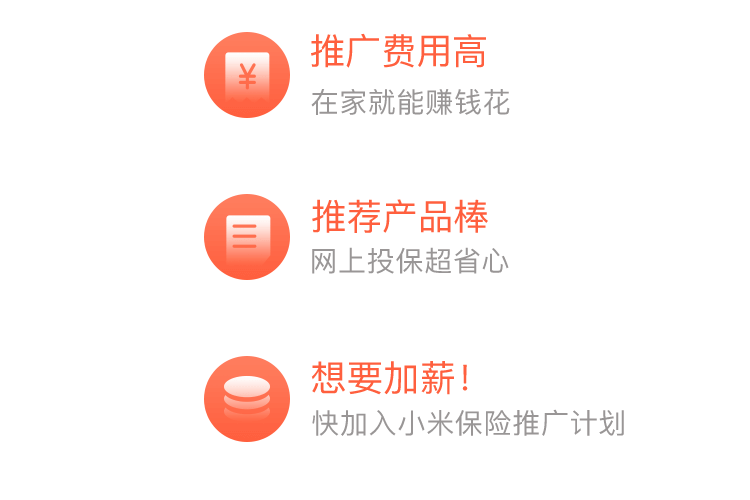 ¥
推广费用高
在家就能赚钱花
推荐产品棒
网上投保超省心
想要加薪！
快加入小米保险推广计划